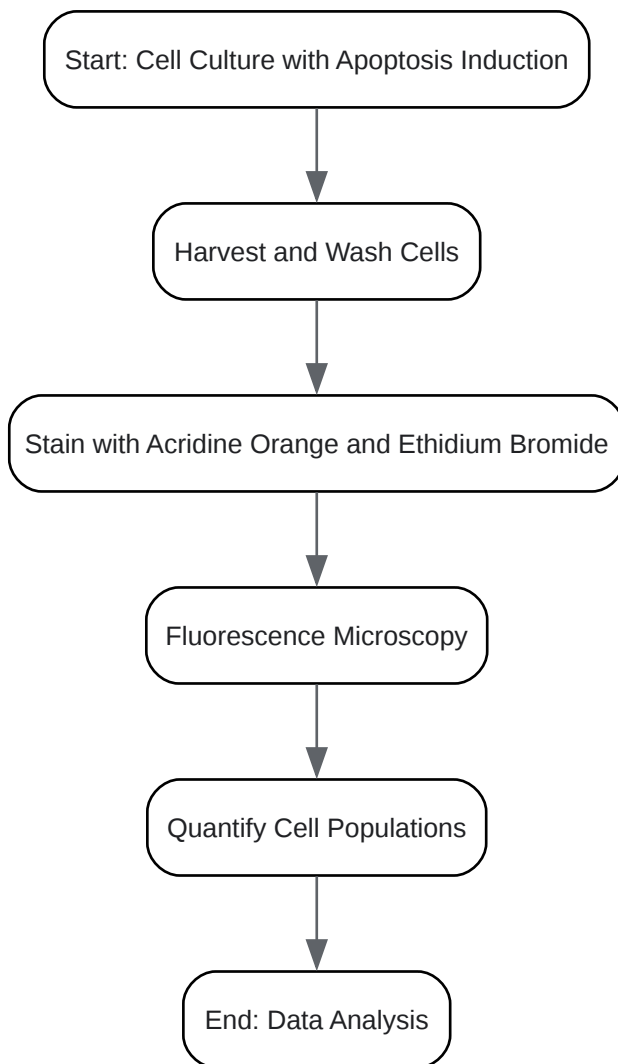 Start: Cell Culture with Apoptosis Induction
Harvest and Wash Cells
Stain with Acridine Orange and Ethidium Bromide
Fluorescence Microscopy
Quantify Cell Populations
End: Data Analysis